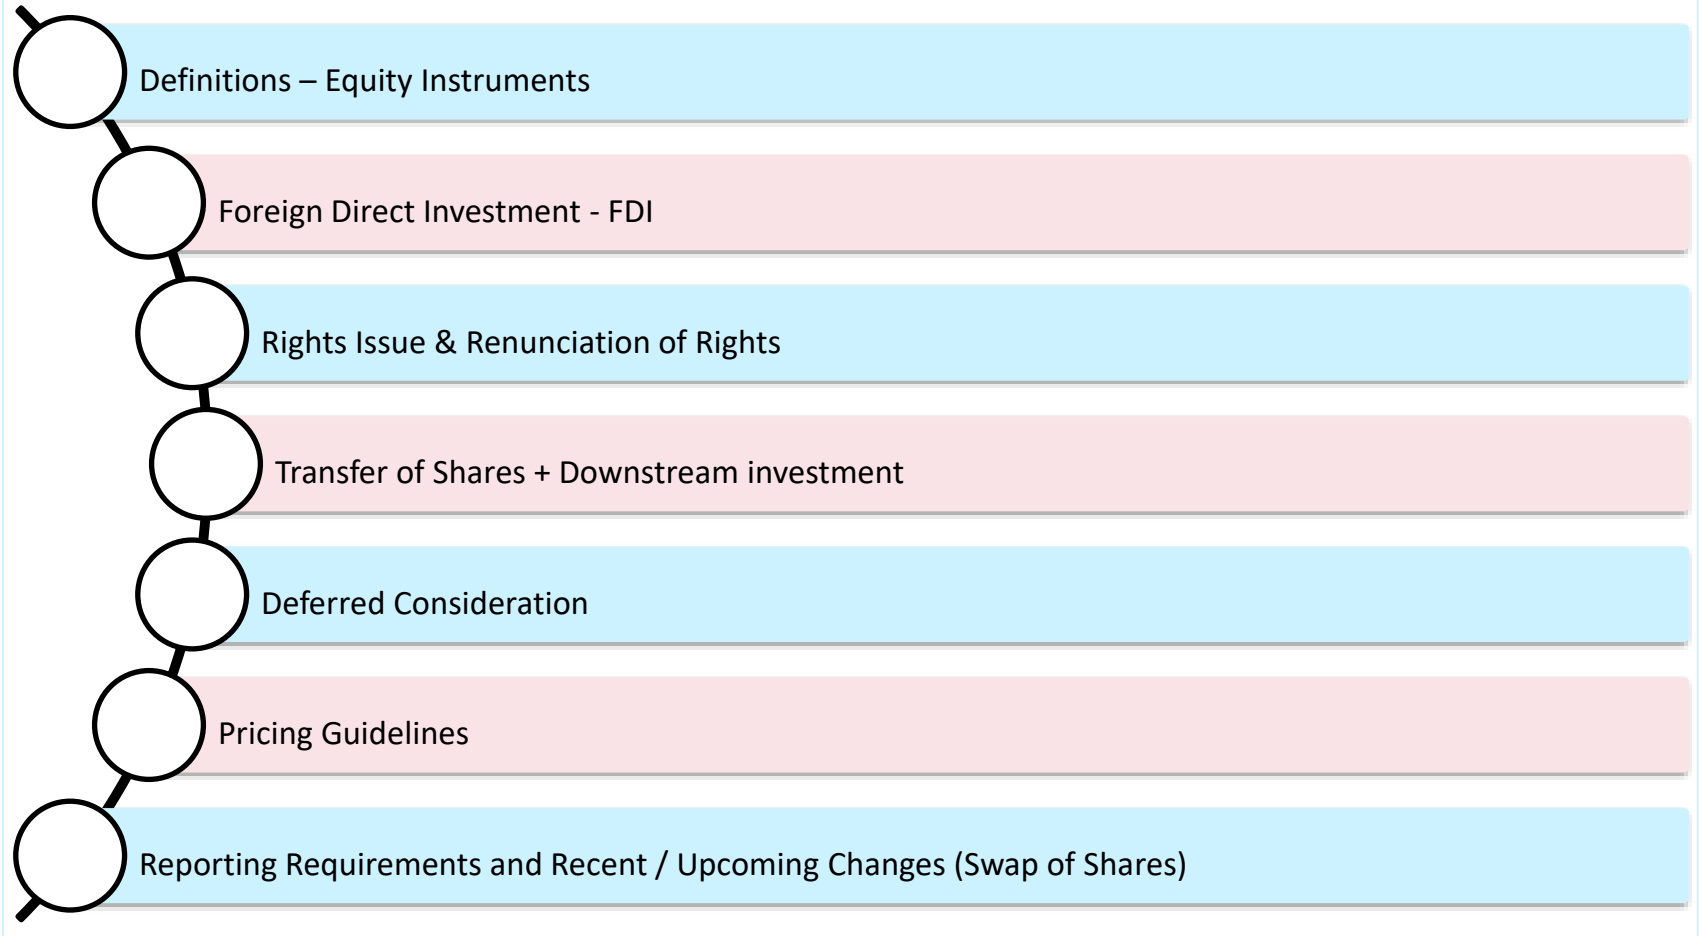 Definitions – Equity Instruments
Foreign Direct Investment - FDI
Rights Issue & Renunciation of Rights
Transfer of Shares + Downstream investment
Deferred Consideration
Pricing Guidelines
Reporting Requirements and Recent / Upcoming Changes (Swap of Shares)